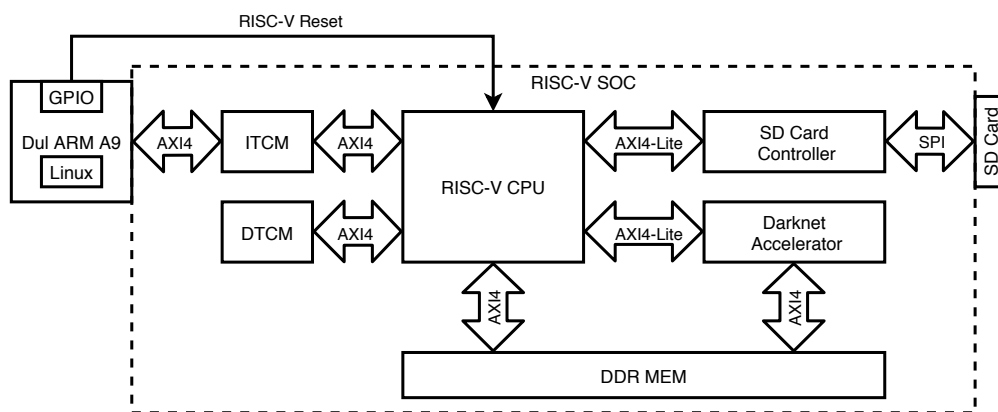 RISC-V Reset
RISC-V SOC
GPIO
Dul ARM A9
Linux
AXI4
ITCM
AXI4
RISC-V CPU
AXI4-Lite
SD Card
Controller
SPI
SD Card
DTCM
AXI4
AXI4-Lite
Darknet
Accelerator
AXI4
AXI4
DDR MEM